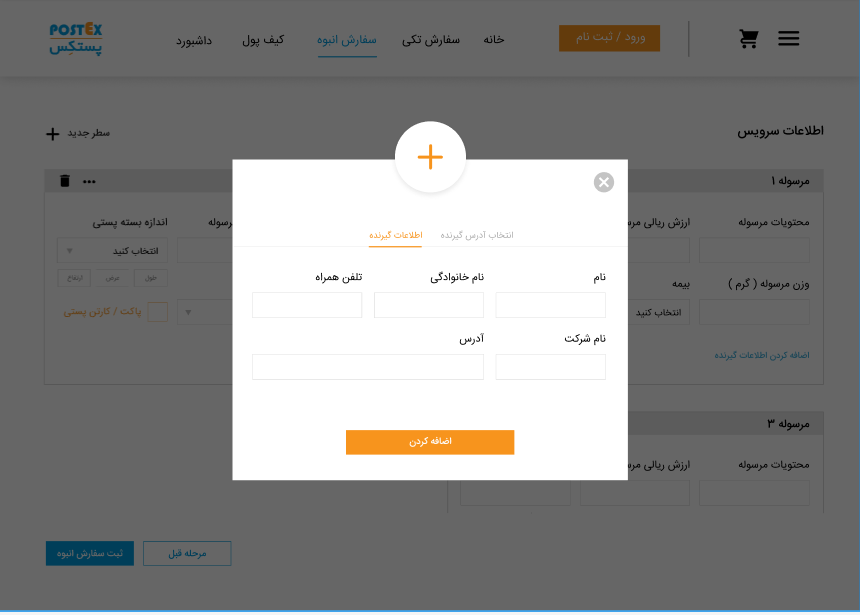 POSTEX
پستکس
خانه
سفارش تکی
سفارش انبوه
کیف پول
داشبورد
ورود / ثبت نام
اطلاعات سرویس
سطر جدید
مرسوله ۱
محتویات مرسوله
ارزش ریالی
اندازه بسته پستی
انتخاب کنید
طول
عرض
ارتفاع
وزن مرسوله ( گرم )
بیمه
انتخاب کنید
پاکت / کارتن پستی
اضافه کردن اطلاعات گیرنده
انتخاب آدرس گیرنده
اطلاعات گیرنده
نام
نام خانوادگی
تلفن همراه
نام شرکت
آدرس
اضافه کردن
مرسوله ۳
محتویات مرسوله
ارزش ریالی
مرحله قبل
ثبت سفارش انبوه